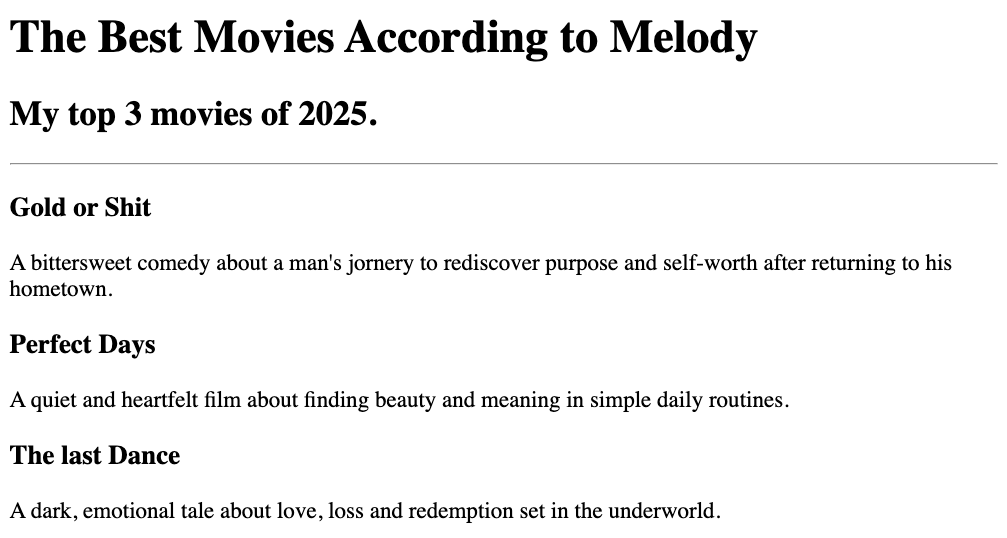 The Best Movies According to Melody
My top 3 movies of 2025.
Gold or Shit
A bittersweet comedy about a man's jornery to rediscover purpose and self-worth after returning to his
hometown.
Perfect Days
A quiet and heartfelt film about finding beauty and meaning in simple daily routines.
The last Dance
A dark, emotional tale about love, loss and redemption set in the underworld.